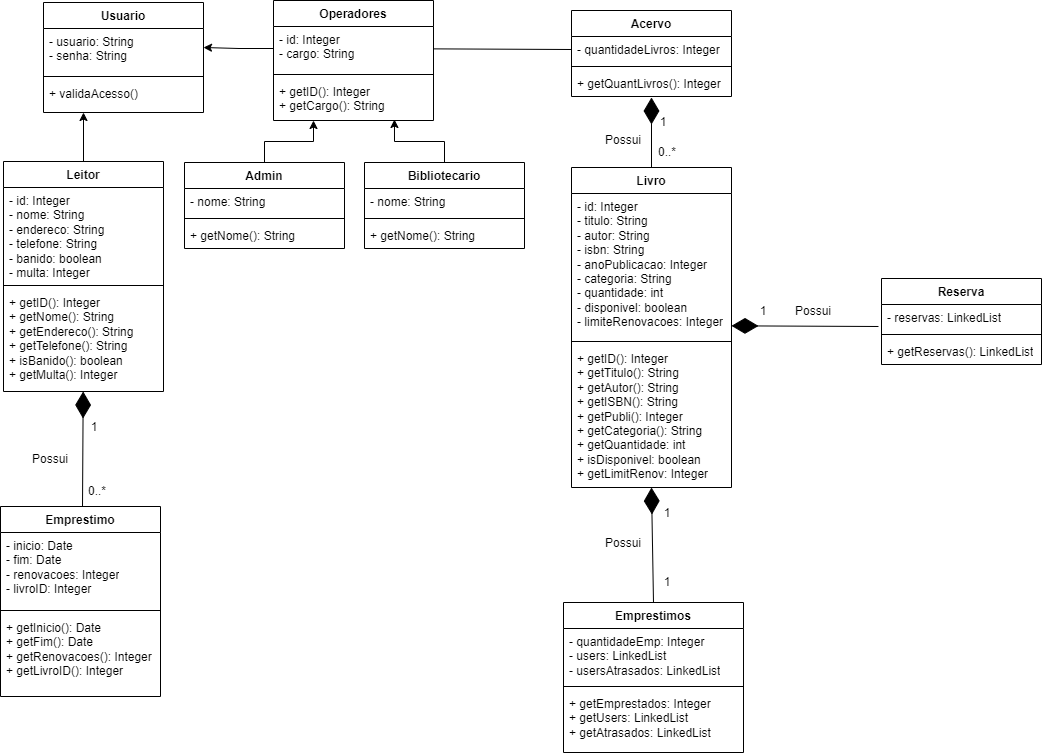 Usuario
- usuario: String
- senha: String
+ validaAcesso()
Operadores
- id: Integer
- cargo: String
+ getID(): Integer
+ getCargo(): String
Acervo
- quantidadeLivros: Integer
+ getQuantLivros(): Integer
1
Possui
0..*
Leitor
- id: Integer
- nome: String
- endereco: String
- telefone: String
- banido: boolean
- multa: Integer
+ getID(): Integer
+ getNome(): String
+ getEndereco(): String
+ getTelefone(): String
+ isBanido(): boolean
+ getMulta(): Integer
Admin
- nome: String
+ getNome(): String
Bibliotecario
- nome: String
+ getNome(): String
Livro
- id: Integer
- titulo: String
- autor: String
- isbn: String
- anoPublicacao: Integer
- categoria: String
- quantidade: int
- disponivel: boolean
- limiteRenovacoes: Integer
+ getID(): Integer
+ getTitulo(): String
+ getAutor(): String
+ getISBN(): String
+ getPubli(): Integer
+ getCategoria(): String
+ getQuantidade: int
+ isDisponivel: boolean
+ getLimitRenov: Integer
1
Possui
Reserva
- reservas: LinkedList
+ getReservas(): LinkedList
1
Possui
0..*
Emprestimo
- inicio: Date
- fim: Date
- renovacoes: Integer
- livroID: Integer
+ getInicio(): Date
+ getFim(): Date
+ getRenovacoes(): Integer
+ getLivroID(): Integer
1
Possui
1
Emprestimos
- quantidadeEmp: Integer
- users: LinkedList
- usersAtrasados: LinkedList
+ getEmprestados: Integer
+ getUsers: LinkedList
+ getAtrasados: LinkedList